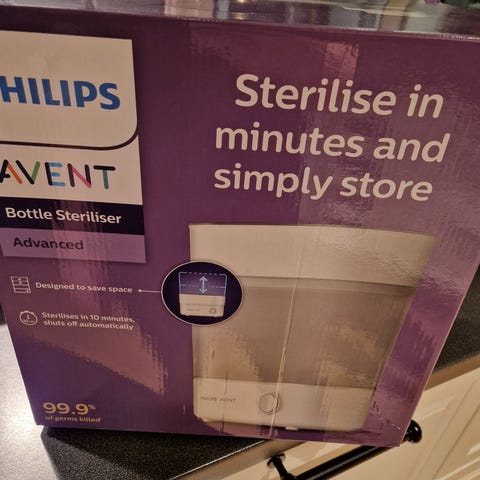 PHILIPS
AVENT
Bottle Steriliser
Advanced
Sterilise in
minutes and
simply store
Designed to save space
Sterilises in 10 minutes,
shuts off automatically
99.9%
of germs killed*
PHILIPS AVENT